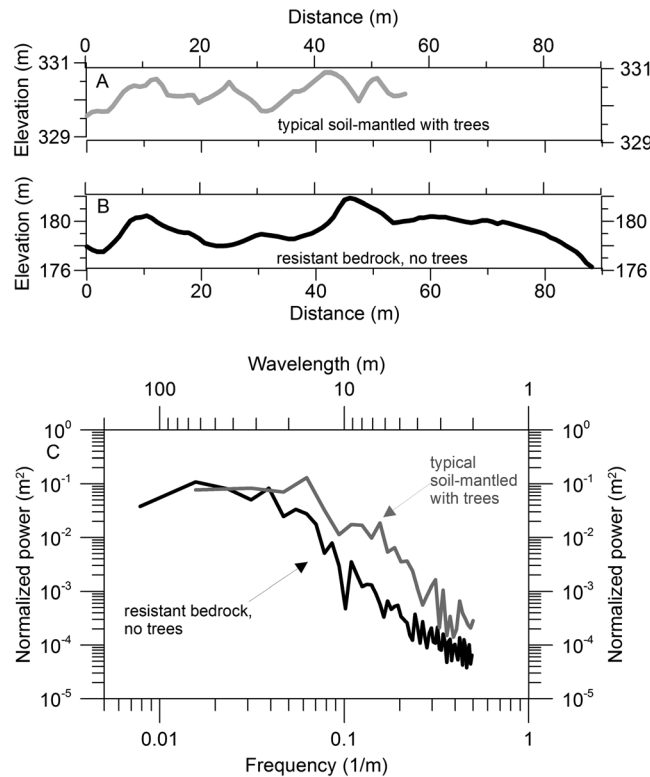 Distance (m)
0 20 40 60 80
331 331
A
Elevation (m)
typical soil-mantled with trees
329 329
B
Elevation (m)
180 180
resistant bedrock, no trees
176 176
0 20 40 60 80
Distance (m)
Wavelength (m)
100 10 1
10⁰ 10⁰
C
typical
soil-mantled
with trees
10⁻¹ 10⁻¹
Normalized power (m²)
Normalized power (m²)
10⁻² 10⁻²
10⁻³ 10⁻³
resistant bedrock,
no trees
10⁻⁴ 10⁻⁴
10⁻⁵ 10⁻⁵
0.01 0.1 1
Frequency (1/m)